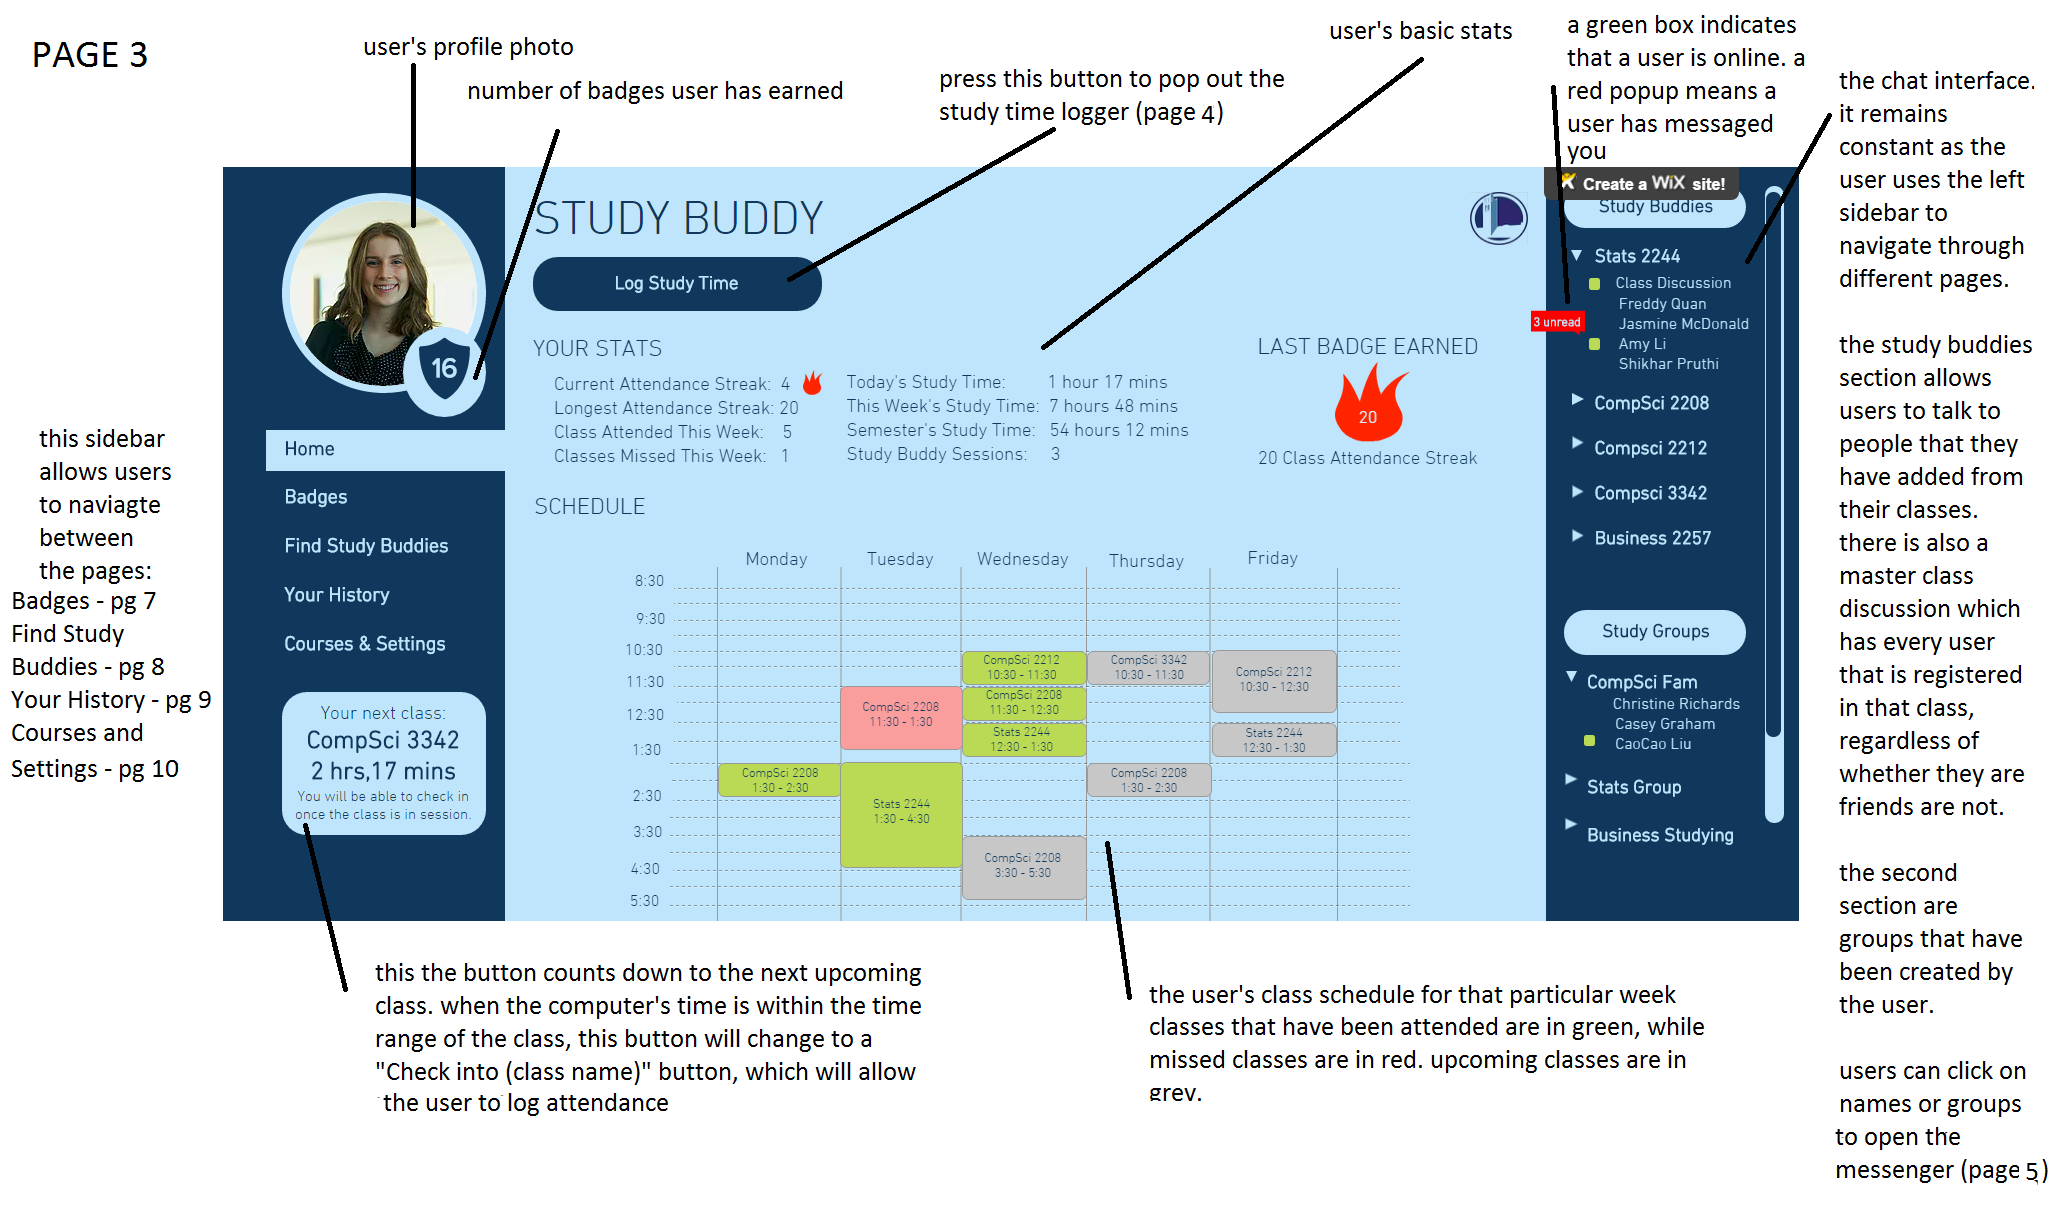 PAGE 3
user's profile photo
number of badges user has earned
press this button to pop out the
study time logger (page 4)
user's basic stats
a green box indicates
that a user is online. a
red popup means a
user has messaged
you
the chat interface.
it remains
constant as the
user uses the left
sidebar to
navigate through
different pages.
the study buddies
section allows
users to talk to
people that they
have added from
their classes.
there is also a
master class
discussion which
has every user
that is registered
in that class,
regardless of
whether they are
friends are not.
the second
section are
groups that have
been created by
the user.
users can click on
names or groups
to open the
messenger (page 5)
this sidebar
allows users
to naviagte
between
the pages:
Badges - pg 7
Find Study
Buddies - pg 8
Your History - pg 9
Courses and
Settings - pg 10
16
Home
Badges
Find Study Buddies
Your History
Courses & Settings
Your next class:
CompSci 3342
2 hrs,17 mins
You will be able to check in
once the class is in session.
STUDY BUDDY
Log Study Time
YOUR STATS
Current Attendance Streak: 4
Longest Attendance Streak: 20
Class Attended This Week: 5
Classes Missed This Week: 1
Today's Study Time: 1 hour 17 mins
This Week's Study Time: 7 hours 48 mins
Semester's Study Time: 54 hours 12 mins
Study Buddy Sessions: 3
LAST BADGE EARNED
20
20 Class Attendance Streak
SCHEDULE
Monday Tuesday Wednesday Thursday Friday
8:30
9:30
10:30
11:30
12:30
1:30
2:30
3:30
4:30
5:30
CompSci 2208
1:30 - 2:30
CompSci 2208
11:30 - 1:30
Stats 2244
1:30 - 4:30
CompSci 2212
10:30 - 11:30
CompSci 2208
11:30 - 12:30
Stats 2244
12:30 - 1:30
CompSci 2208
3:30 - 5:30
CompSci 3342
10:30 - 11:30
CompSci 2208
1:30 - 2:30
CompSci 2212
10:30 - 12:30
Stats 2244
12:30 - 1:30
Create a WiX site!
Study Buddies
Stats 2244
Class Discussion
Freddy Quan
3 unread
Jasmine McDonald
Amy Li
Shikhar Pruthi
CompSci 2208
Compsci 2212
Compsci 3342
Business 2257
Study Groups
CompSci Fam
Christine Richards
Casey Graham
CaoCao Liu
Stats Group
Business Studying
this the button counts down to the next upcoming
class. when the computer's time is within the time
range of the class, this button will change to a
"Check into (class name)" button, which will allow
the user to log attendance
the user's class schedule for that particular week
classes that have been attended are in green, while
missed classes are in red. upcoming classes are in
grey.